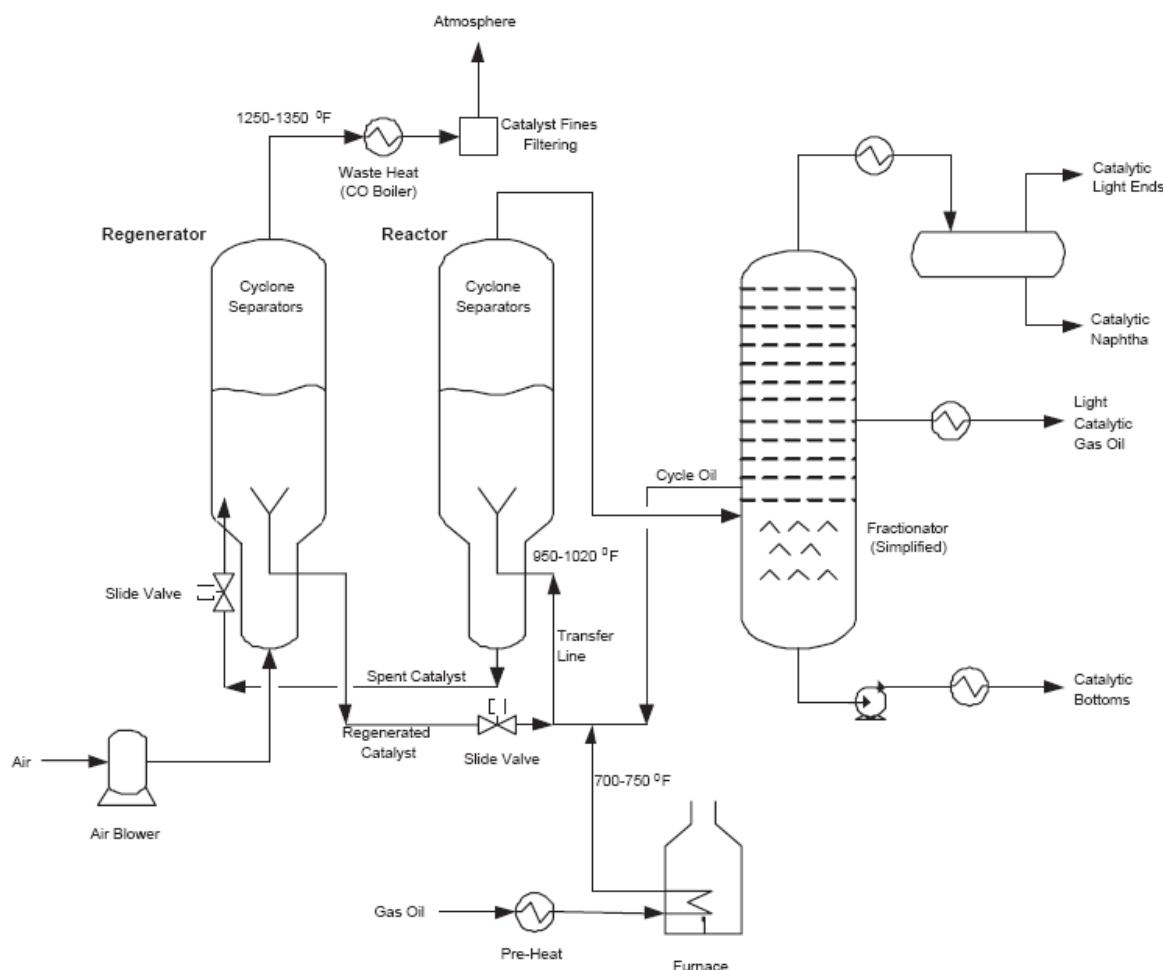 Atmosphere
1250-1350 ⁰F
Catalyst Fines
Filtering
Waste Heat
(CO Boiler)
Catalytic
Light Ends
Regenerator
Reactor
Cyclone
Separators
Cyclone
Separators
Catalytic
Naphtha
Light
Catalytic
Gas Oil
Cycle Oil
Fractionator
(Simplified)
950-1020 ⁰F
Slide Valve
Transfer
Line
Spent Catalyst
Catalytic
Bottoms
Regenerated
Catalyst
Slide Valve
Air
700-750 ⁰F
Air Blower
Gas Oil
Pre-Heat
Furnace